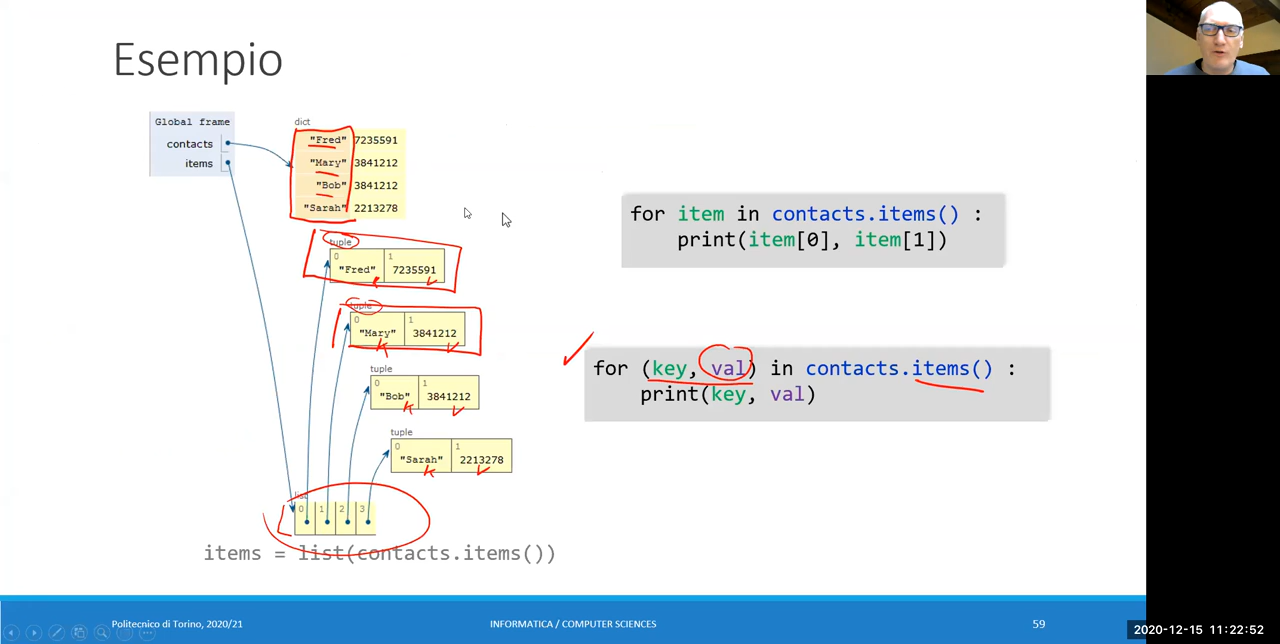 Esempio
Global frame
contacts
items
dict
"Fred" 7235591
"Mary" 3841212
"Bob" 3841212
"Sarah" 2213278
tuple
0 1
"Fred" 7235591
tuple
0 1
"Mary" 3841212
tuple
0 1
"Bob" 3841212
tuple
0 1
"Sarah" 2213278
list
0 1 2 3
items = list(contacts.items())
for item in contacts.items() :
print(item[0], item[1])
for (key, val) in contacts.items() :
print(key, val)
Politecnico di Torino, 2020/21
INFORMATICA / COMPUTER SCIENCES
59
2020-12-15 11:22:52